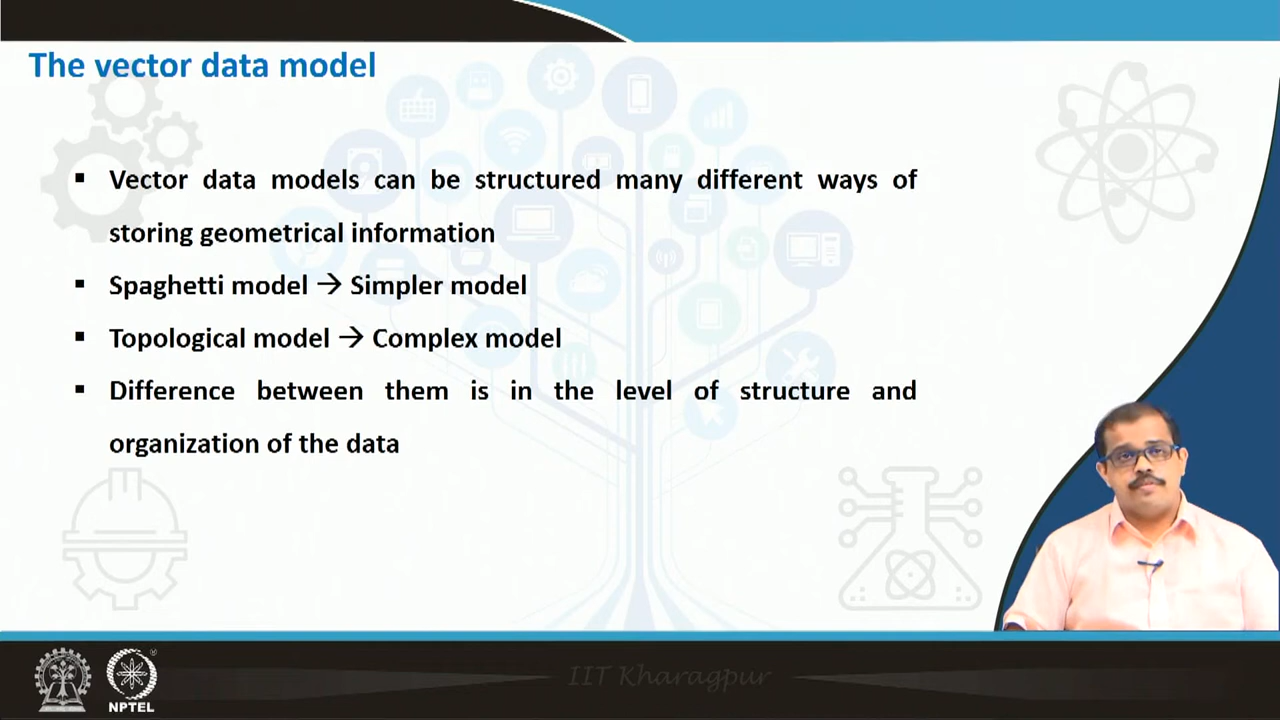 The vector data model
▪ Vector data models can be structured many different ways of
storing geometrical information
▪ Spaghetti model → Simpler model
▪ Topological model → Complex model
▪ Difference between them is in the level of structure and
organization of the data
IIT Kharagpur
NPTEL